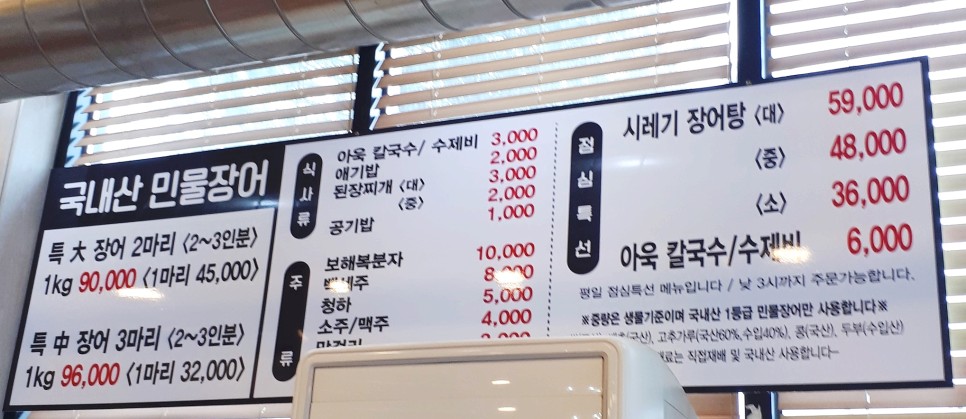 국내산 민물장어
특 大 장어 2마리 〈2~3인분〉
1kg 90,000 〈1마리 45,000〉
특 中 장어 3마리 〈2~3인분〉
1kg 96,000 〈1마리 32,000〉
식사류
아욱 칼국수/ 수제비 3,000
애기밥 2,000
된장찌개 〈대〉 3,000
〈중〉 2,000
공기밥 1,000
주류
보해복분자 10,000
백세주 8,000
청하 5,000
소주/맥주 4,000
막걸리 3,000
점심특선
시레기 장어탕 〈대〉 59,000
〈중〉 48,000
〈소〉 36,000
아욱 칼국수/수제비 6,000
평일 점심특선 메뉴입니다 / 낮 3시까지 주문가능합니다.
※중량은 생물기준이며 국내산 1등급 민물장어만 사용합니다※
고추가루(국산60%,수입40%), 콩(국산), 두부(수입산)
직접재배 및 국내산 사용합니다~